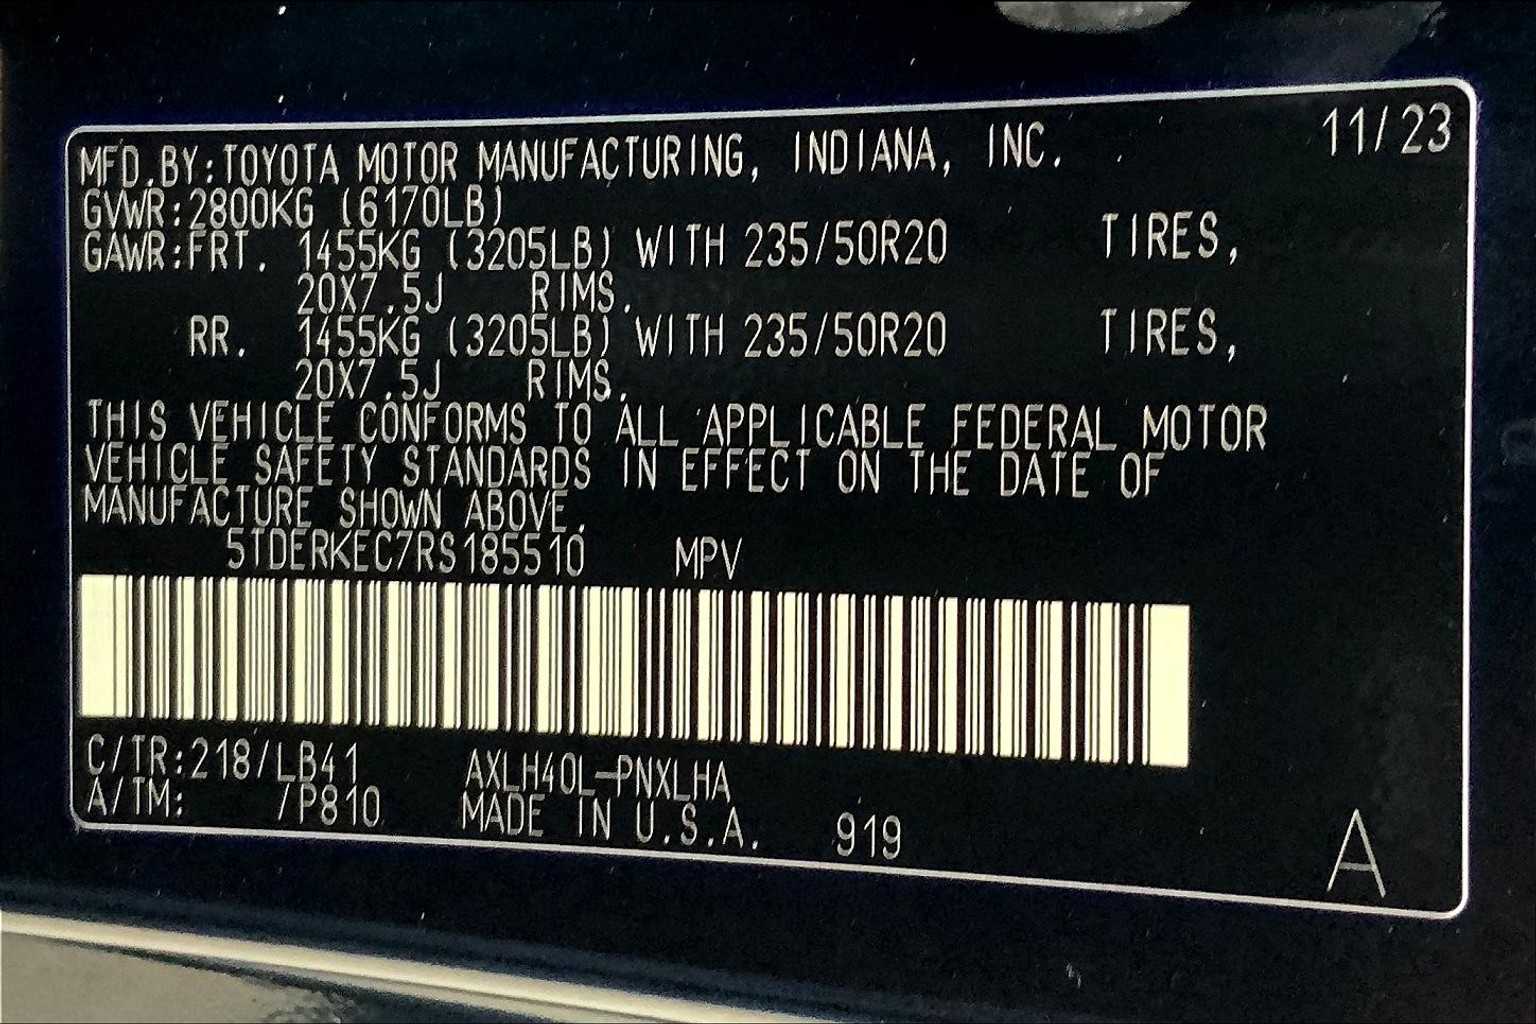 MFD.BY:TOYOTA MOTOR MANUFACTURING, INDIANA, INC. 11/23
GVWR:2800KG (6170LB)
GAWR:FRT. 1455KG (3205LB) WITH 235/50R20 TIRES,
20X7.5J RIMS.
RR. 1455KG (3205LB) WITH 235/50R20 TIRES,
20X7.5J RIMS.
THIS VEHICLE CONFORMS TO ALL APPLICABLE FEDERAL MOTOR
VEHICLE SAFETY STANDARDS IN EFFECT ON THE DATE OF
MANUFACTURE SHOWN ABOVE.
5TDERKEC7RS185510 MPV
C/TR:218/LB41 AXLH40L-PNXLHA
A/TM: /P810 MADE IN U.S.A. 919
A